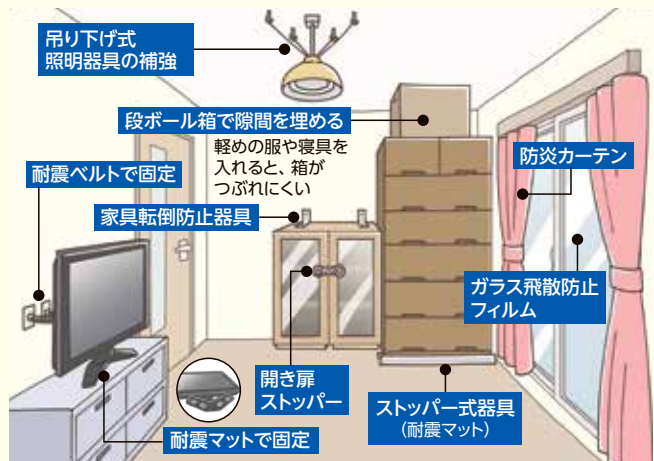 吊り下げ式
照明器具の補強
段ボール箱で隙間を埋める
軽めの服や寝具を
入れると、箱が
つぶれにくい
防炎カーテン
耐震ベルトで固定
家具転倒防止器具
ガラス飛散防止
フィルム
開き扉
ストッパー
ストッパー式器具
(耐震マット)
耐震マットで固定